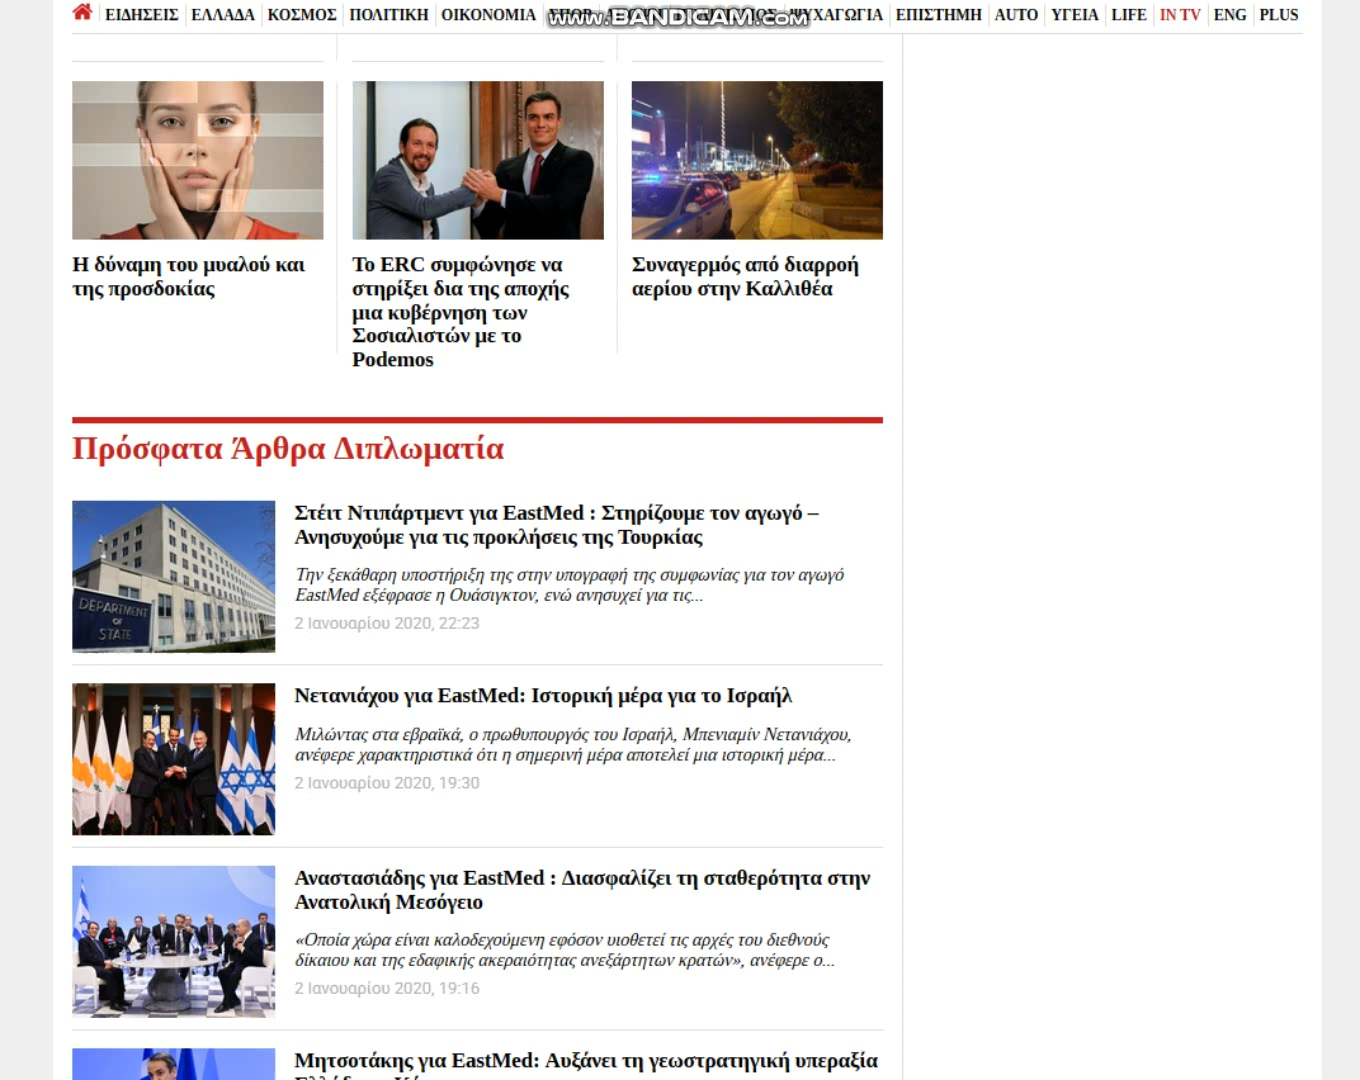 ΕΙΔΗΣΕΙΣ ΕΛΛΑΔΑ ΚΟΣΜΟΣ ΠΟΛΙΤΙΚΗ ΟΙΚΟΝΟΜΙΑ ΨΥΧΑΓΩΓΙΑ ΕΠΙΣΤΗΜΗ AUTO ΥΓΕΙΑ LIFE IN TV ENG PLUS
www.BANDICAM.com
Η δύναμη του μυαλού και
της προσδοκίας
Το ERC συμφώνησε να
στηρίξει δια της αποχής
μια κυβέρνηση των
Σοσιαλιστών με το
Podemos
Συναγερμός από διαρροή
αερίου στην Καλλιθέα
Πρόσφατα Άρθρα Διπλωματία
DEPARTMENT
OF
STATE
Στέιτ Ντιπάρτμεντ για EastMed : Στηρίζουμε τον αγωγό –
Ανησυχούμε για τις προκλήσεις της Τουρκίας
Την ξεκάθαρη υποστήριξη της στην υπογραφή της συμφωνίας για τον αγωγό
EastMed εξέφρασε η Ουάσιγκτον, ενώ ανησυχεί για τις...
2 Ιανουαρίου 2020, 22:23
Νετανιάχου για EastMed: Ιστορική μέρα για το Ισραήλ
Μιλώντας στα εβραϊκά, ο πρωθυπουργός του Ισραήλ, Μπενιαμίν Νετανιάχου,
ανέφερε χαρακτηριστικά ότι η σημερινή μέρα αποτελεί μια ιστορική μέρα...
2 Ιανουαρίου 2020, 19:30
Αναστασιάδης για EastMed : Διασφαλίζει τη σταθερότητα στην
Ανατολική Μεσόγειο
«Οποία χώρα είναι καλοδεχούμενη εφόσον υιοθετεί τις αρχές του διεθνούς
δίκαιου και της εδαφικής ακεραιότητας ανεξάρτητων κρατών», ανέφερε ο...
2 Ιανουαρίου 2020, 19:16
Μητσοτάκης για EastMed: Αυξάνει τη γεωστρατηγική υπεραξία